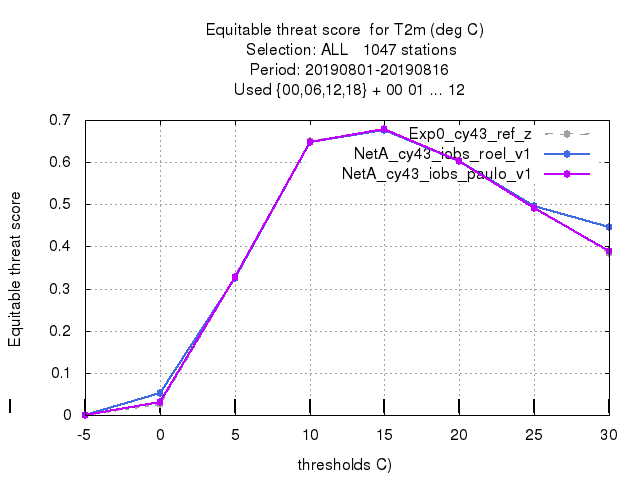 Equitable threat score for T2m (deg C)
Selection: ALL 1047 stations
Period: 20190801-20190816
Used {00,06,12,18} + 00 01 ... 12
0.7
Exp0_cy43_ref_z
NetA_cy43_iobs_roel_v1
0.6
NetA_cy43_iobs_paulo_v1
0.5
0.4
0.3
0.2
0.1
0
Equitable threat score
-5 0 5 10 15 20 25 30
thresholds C)